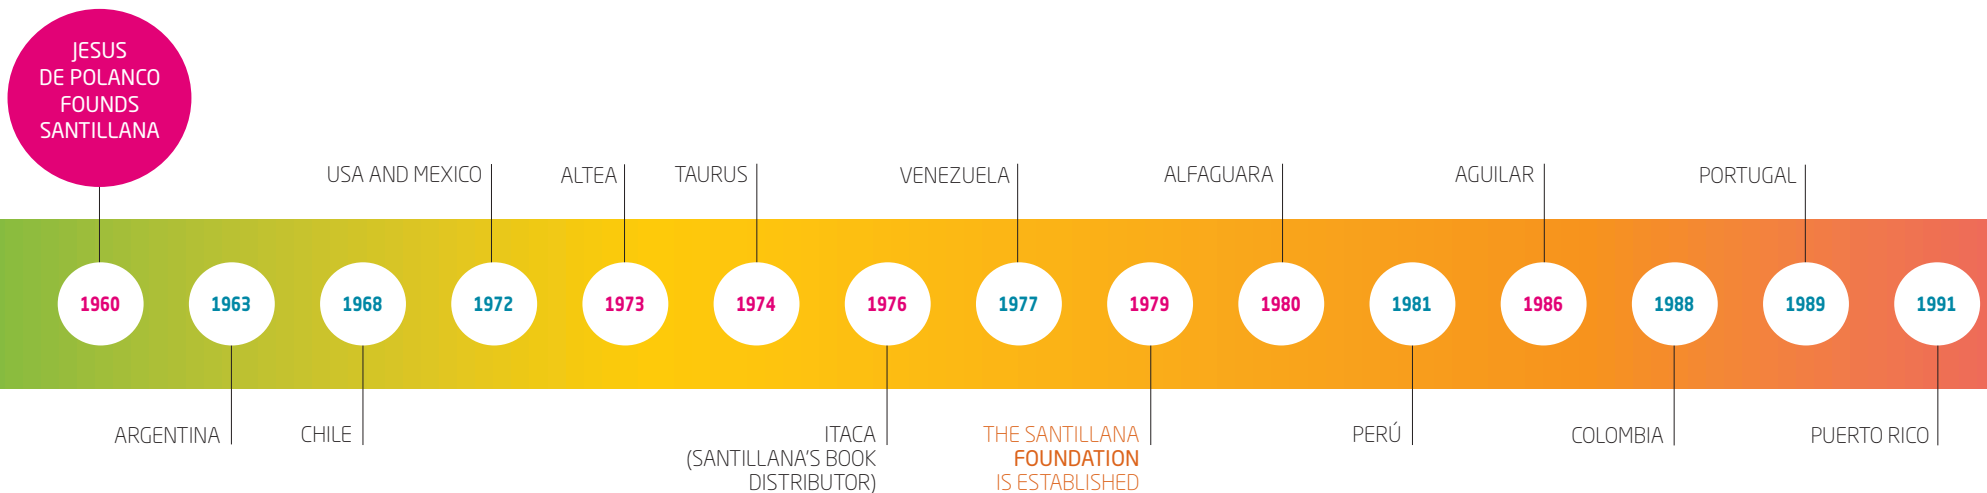 JESUS
DE POLANCO
FOUNDS
SANTILLANA
USA AND MEXICO
ALTEA
TAURUS
VENEZUELA
ALFAGUARA
AGUILAR
PORTUGAL
1960
1963
1968
1972
1973
1974
1976
1977
1979
1980
1981
1986
1988
1989
1991
ARGENTINA
CHILE
ITACA
(SANTILLANA’S BOOK
DISTRIBUTOR)
THE SANTILLANA
FOUNDATION
IS ESTABLISHED
PERÚ
COLOMBIA
PUERTO RICO